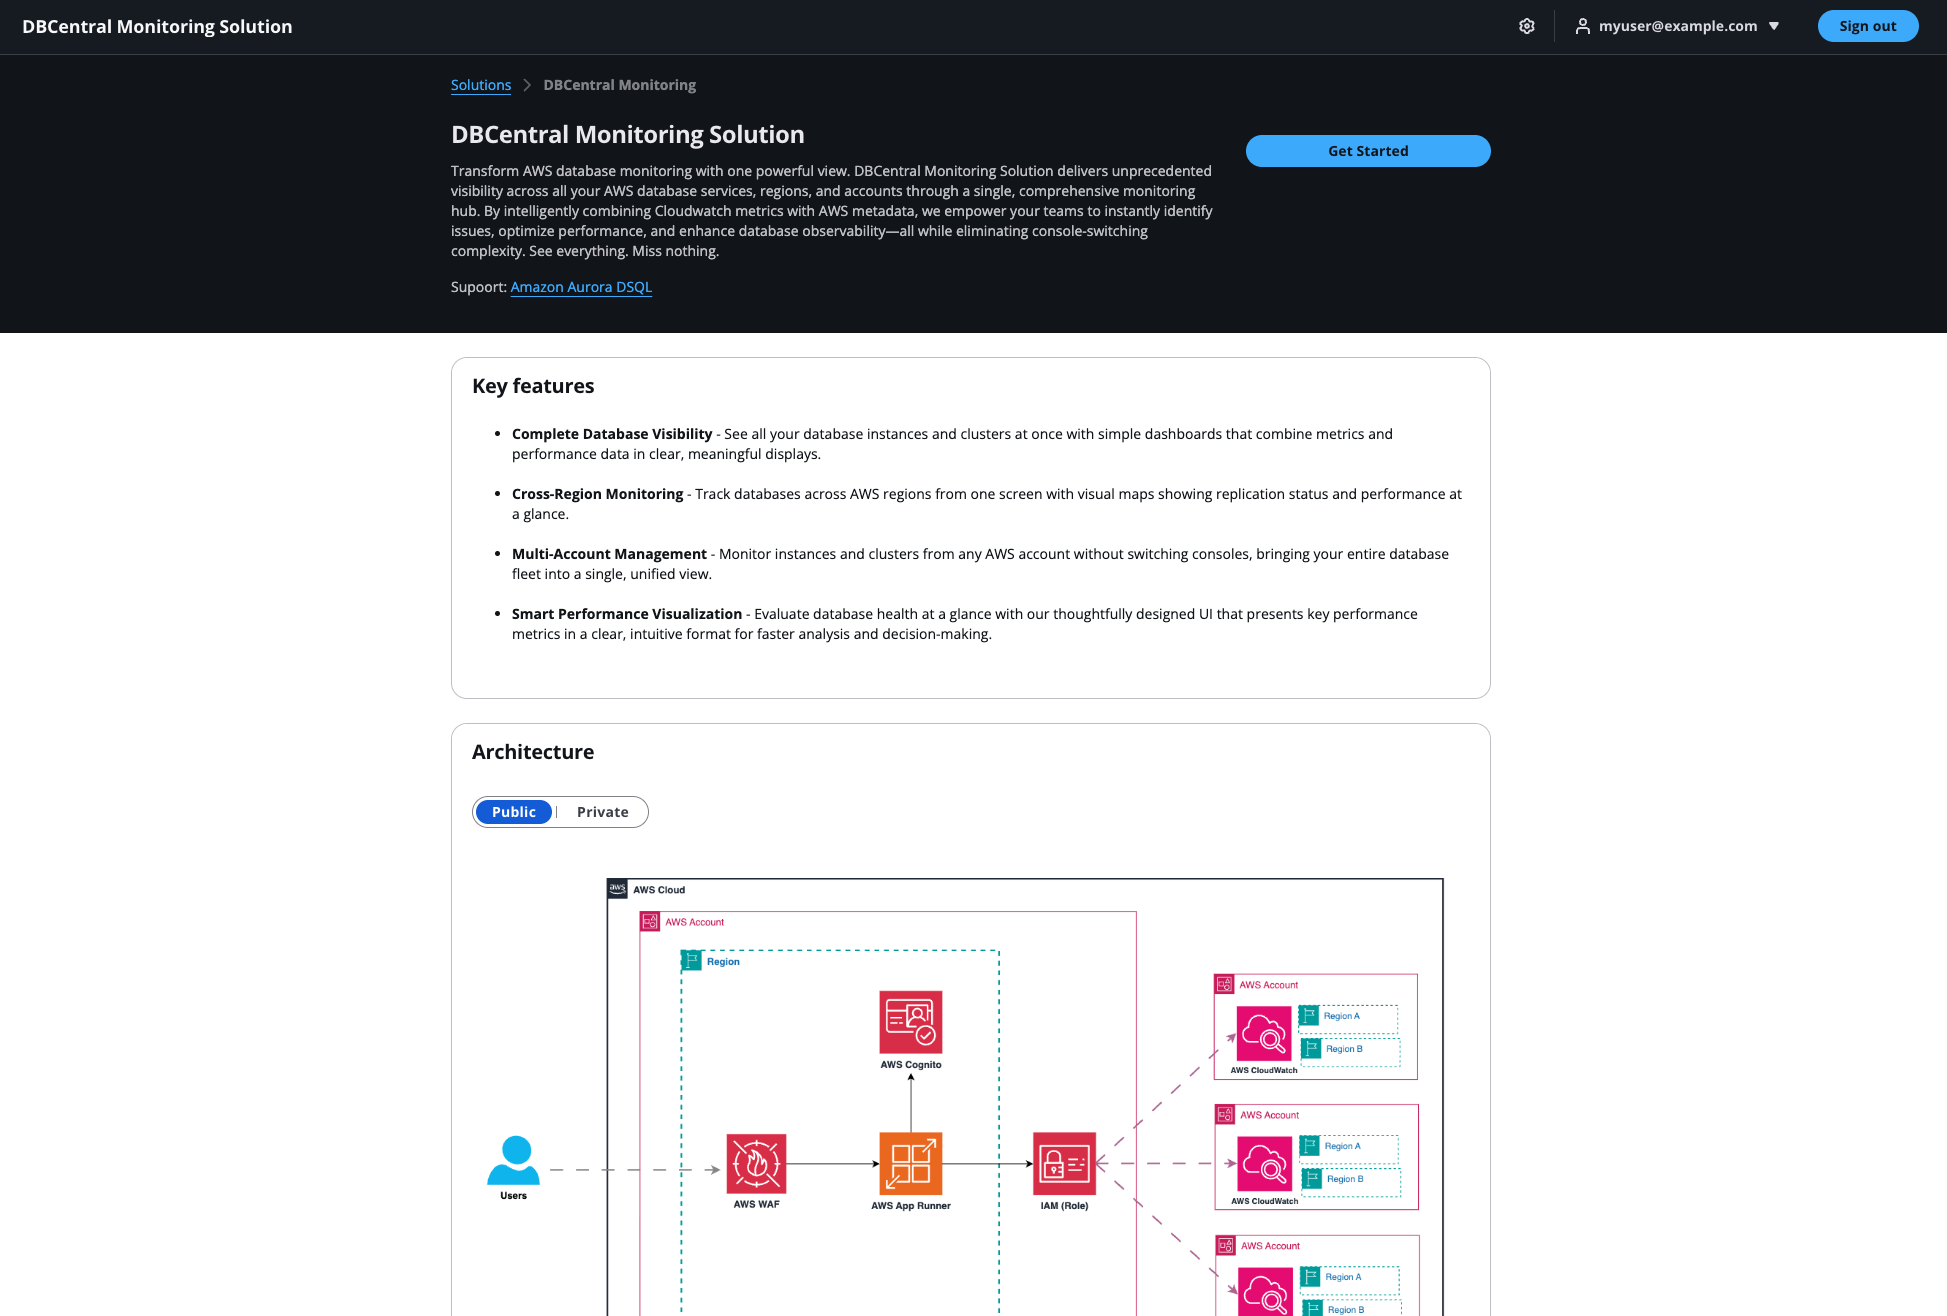 DBCentral Monitoring Solution
myuser@example.com
Sign out
Solutions
DBCentral Monitoring
DBCentral Monitoring Solution
Get Started
Transform AWS database monitoring with one powerful view. DBCentral Monitoring Solution delivers unprecedented
visibility across all your AWS database services, regions, and accounts through a single, comprehensive monitoring
hub. By intelligently combining Cloudwatch metrics with AWS metadata, we empower your teams to instantly identify
issues, optimize performance, and enhance database observability—all while eliminating console-switching
complexity. See everything. Miss nothing.
Supoort: Amazon Aurora DSQL
Key features
• Complete Database Visibility - See all your database instances and clusters at once with simple dashboards that combine metrics and
performance data in clear, meaningful displays.
• Cross-Region Monitoring - Track databases across AWS regions from one screen with visual maps showing replication status and performance at
a glance.
• Multi-Account Management - Monitor instances and clusters from any AWS account without switching consoles, bringing your entire database
fleet into a single, unified view.
• Smart Performance Visualization - Evaluate database health at a glance with our thoughtfully designed UI that presents key performance
metrics in a clear, intuitive format for faster analysis and decision-making.
Architecture
Public
Private
aws
AWS Cloud
AWS Account
Region
AWS Cognito
Users
AWS WAF
AWS App Runner
IAM (Role)
AWS Account
Region A
Region B
AWS CloudWatch
AWS Account
Region A
Region B
AWS CloudWatch
AWS Account
Region A
Region B